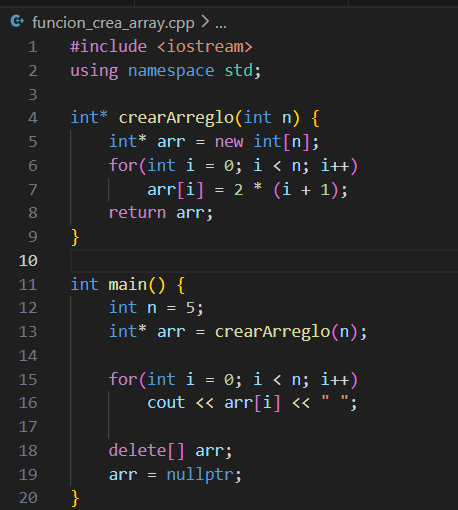 funcion_crea_array.cpp > ...
1 #include <iostream>
2 using namespace std;
3
4 int* crearArreglo(int n) {
5     int* arr = new int[n];
6     for(int i = 0; i < n; i++)
7         arr[i] = 2 * (i + 1);
8     return arr;
9 }
10
11 int main() {
12     int n = 5;
13     int* arr = crearArreglo(n);
14
15     for(int i = 0; i < n; i++)
16         cout << arr[i] << " ";
17
18     delete[] arr;
19     arr = nullptr;
20 }